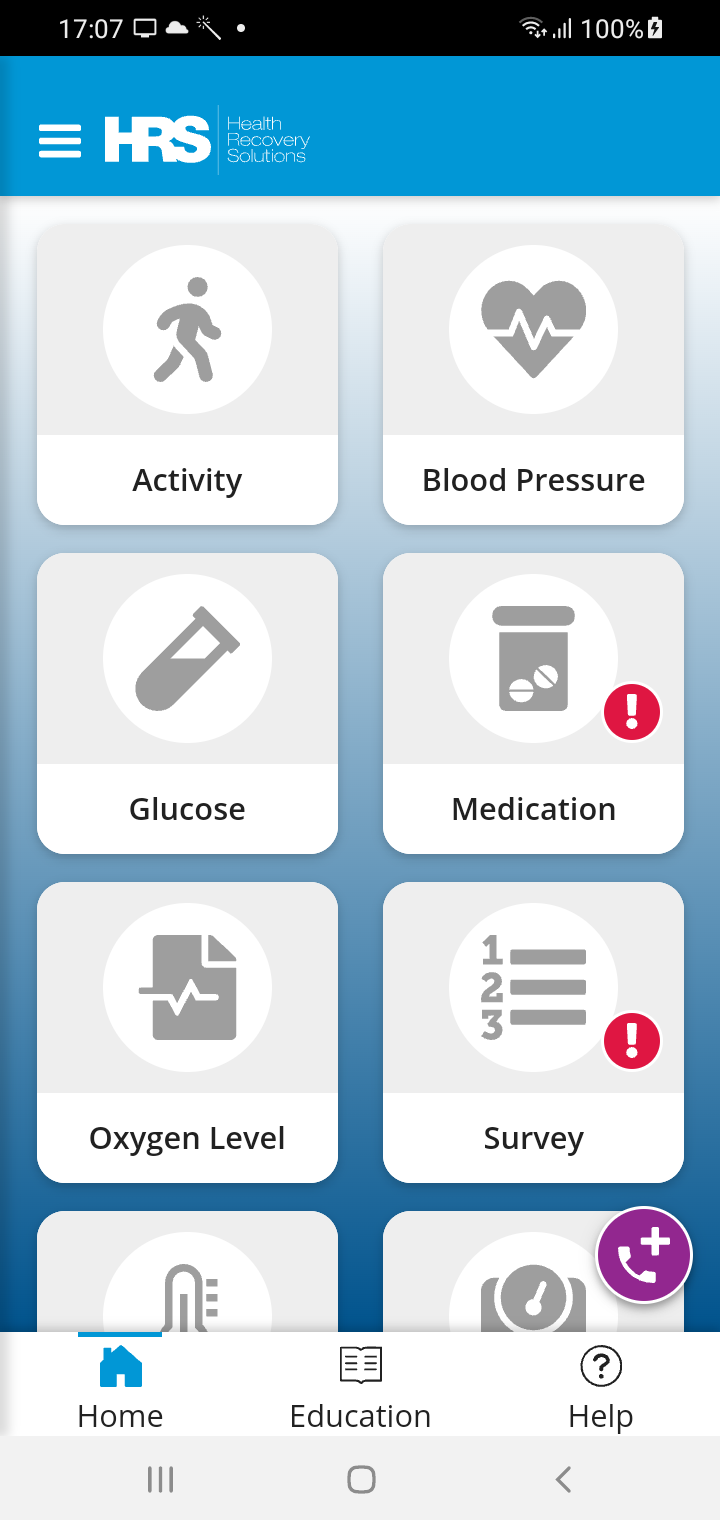 17:07
100%
HRS
Health
Recovery
Solutions
Activity
Blood Pressure
Glucose
Medication
!
Oxygen Level
1
2
3
!
Survey
Home
Education
?
Help